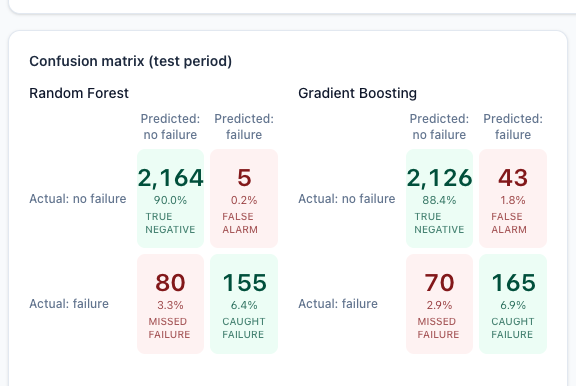 Confusion matrix (test period)
Random Forest
Predicted: no failure
Predicted: failure
Actual: no failure
2,164
90.0%
TRUE
NEGATIVE
5
0.2%
FALSE
ALARM
Actual: failure
80
3.3%
MISSED
FAILURE
155
6.4%
CAUGHT
FAILURE
Gradient Boosting
Predicted: no failure
Predicted: failure
Actual: no failure
2,126
88.4%
TRUE
NEGATIVE
43
1.8%
FALSE
ALARM
Actual: failure
70
2.9%
MISSED
FAILURE
165
6.9%
CAUGHT
FAILURE